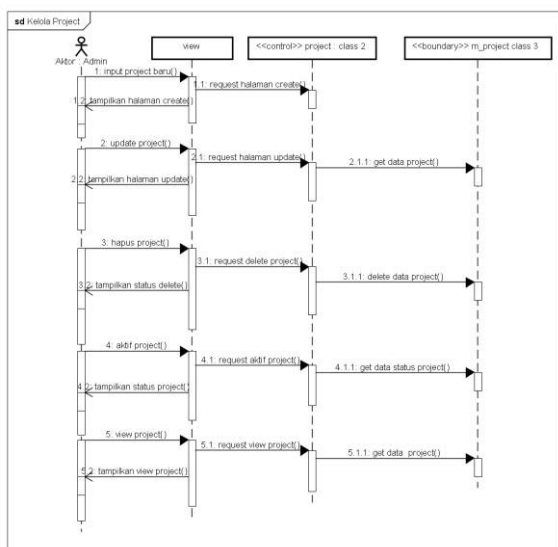 sd Kelola Project
view
<<control>> project : class 2
<<boundary>> m_project class 3
Aktor : Admin
1: input project baru()
1.1: request halaman create()
1.2: tampilkan halaman create()
2: update project()
2.1: request halaman update()
2.1.1: get data project()
2.2: tampilkan halaman update()
3: hapus project()
3.1: request delete project()
3.1.1: delete data project()
3.2: tampilkan status delete()
4: aktif project()
4.1: request aktif project()
4.1.1: get data status project()
4.2: tampilkan status project()
5: view project()
5.1: request view project()
5.1.1: get data project()
5.2: tampilkan view project()